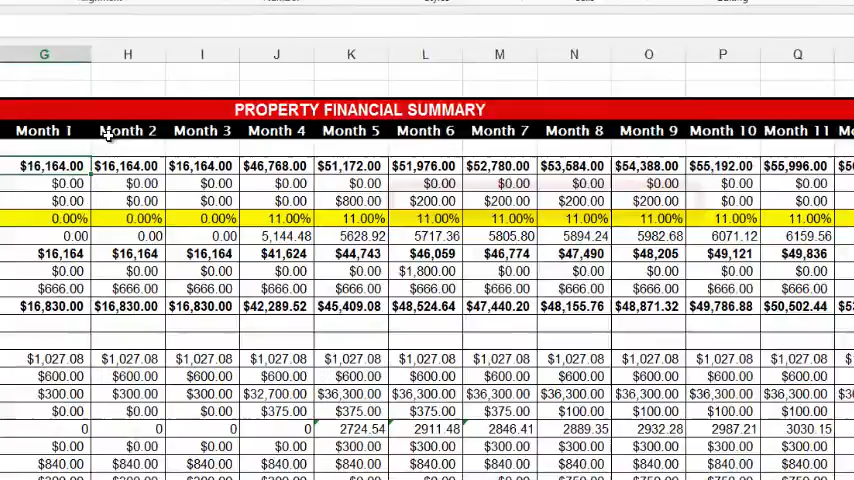 G H I J K L M N O P Q
PROPERTY FINANCIAL SUMMARY
Month 1 Month 2 Month 3 Month 4 Month 5 Month 6 Month 7 Month 8 Month 9 Month 10 Month 11
$16,164.00 $16,164.00 $16,164.00 $46,768.00 $51,172.00 $51,976.00 $52,780.00 $53,584.00 $54,388.00 $55,192.00 $55,996.00
$0.00 $0.00 $0.00 $0.00 $0.00 $0.00 $0.00 $0.00 $0.00 $0.00 $0.00
$0.00 $0.00 $0.00 $0.00 $800.00 $200.00 $200.00 $200.00 $200.00 $0.00 $0.00
0.00% 0.00% 0.00% 11.00% 11.00% 11.00% 11.00% 11.00% 11.00% 11.00% 11.00%
0.00 0.00 0.00 5,144.48 5628.92 5717.36 5805.80 5894.24 5982.68 6071.12 6159.56
$16,164 $16,164 $16,164 $41,624 $44,743 $46,059 $46,774 $47,490 $48,205 $49,121 $49,836
$0.00 $0.00 $0.00 $0.00 $0.00 $1,800.00 $0.00 $0.00 $0.00 $0.00 $0.00
$666.00 $666.00 $666.00 $666.00 $666.00 $666.00 $666.00 $666.00 $666.00 $666.00 $666.00
$16,830.00 $16,830.00 $16,830.00 $42,289.52 $45,409.08 $48,524.64 $47,440.20 $48,155.76 $48,871.32 $49,786.88 $50,502.44
$1,027.08 $1,027.08 $1,027.08 $1,027.08 $1,027.08 $1,027.08 $1,027.08 $1,027.08 $1,027.08 $1,027.08 $1,027.08
$600.00 $600.00 $600.00 $600.00 $600.00 $600.00 $600.00 $600.00 $600.00 $600.00 $600.00
$300.00 $300.00 $300.00 $32,700.00 $36,300.00 $36,300.00 $36,300.00 $36,300.00 $36,300.00 $36,300.00 $36,300.00
$0.00 $0.00 $0.00 $375.00 $375.00 $375.00 $375.00 $100.00 $100.00 $100.00 $100.00
0 0 0 0 2724.54 2911.48 2846.41 2889.35 2932.28 2987.21 3030.15
$0.00 $0.00 $0.00 $0.00 $300.00 $300.00 $300.00 $300.00 $300.00 $300.00 $300.00
$840.00 $840.00 $840.00 $840.00 $840.00 $840.00 $840.00 $840.00 $840.00 $840.00 $840.00